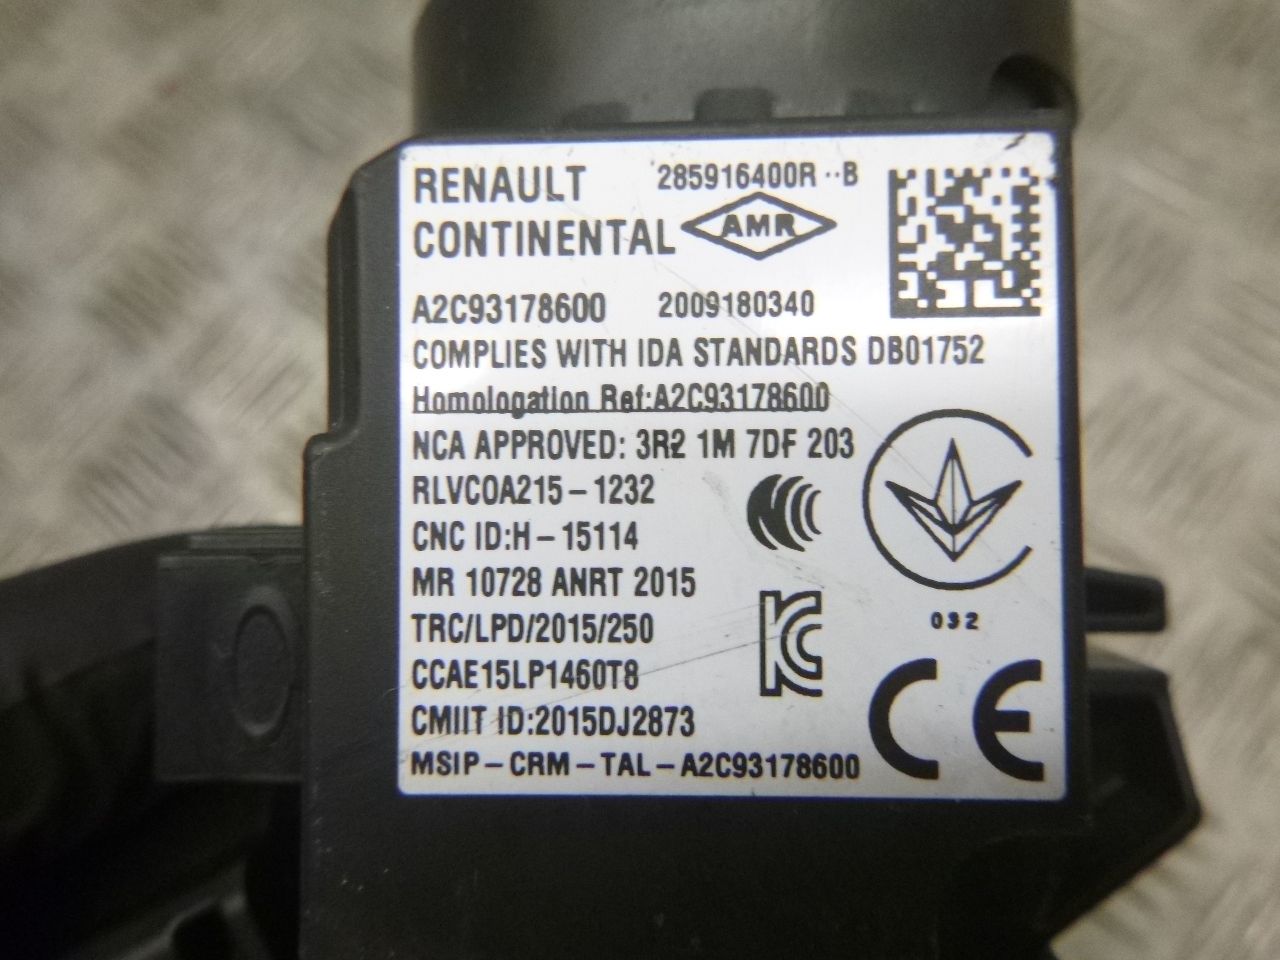 RENAULT 285916400R--B
CONTINENTAL AMR
A2C93178600 2009180340
COMPLIES WITH IDA STANDARDS DB01752
Homologation Ref:A2C93178600
NCA APPROVED: 3R2 1M 7DF 203
RLVCOA215-1232
CNC ID:H-15114
MR 10728 ANRT 2015
TRC/LPD/2015/250
032
CCAE15LP1460T8
CMIIT ID:2015DJ2873
CE
MSIP-CRM-TAL-A2C93178600